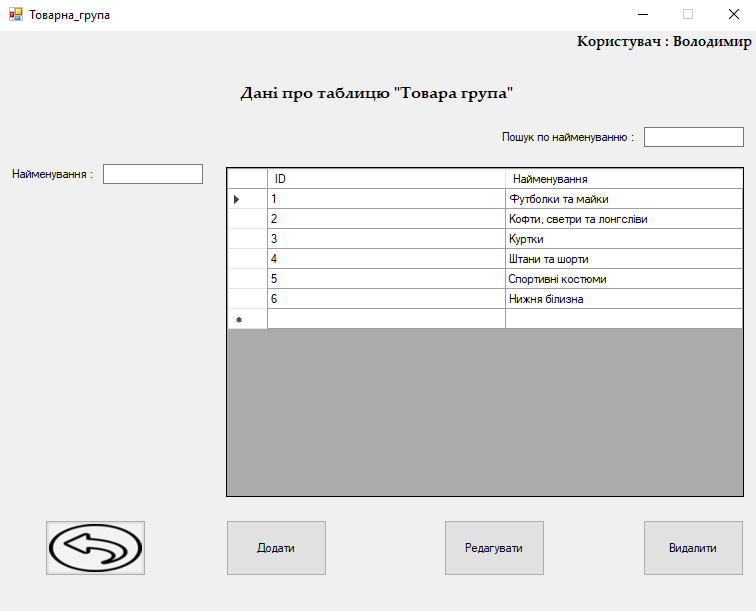 Товарна_група
Користувач : Володимир
Дані про таблицю "Товара група"
Пошук по найменуванню :
Найменування :
ID Найменування
1 Футболки та майки
2 Кофти, светри та лонгсліви
3 Куртки
4 Штани та шорти
5 Спортивні костюми
6 Нижня білизна
Додати Редагувати Видалити